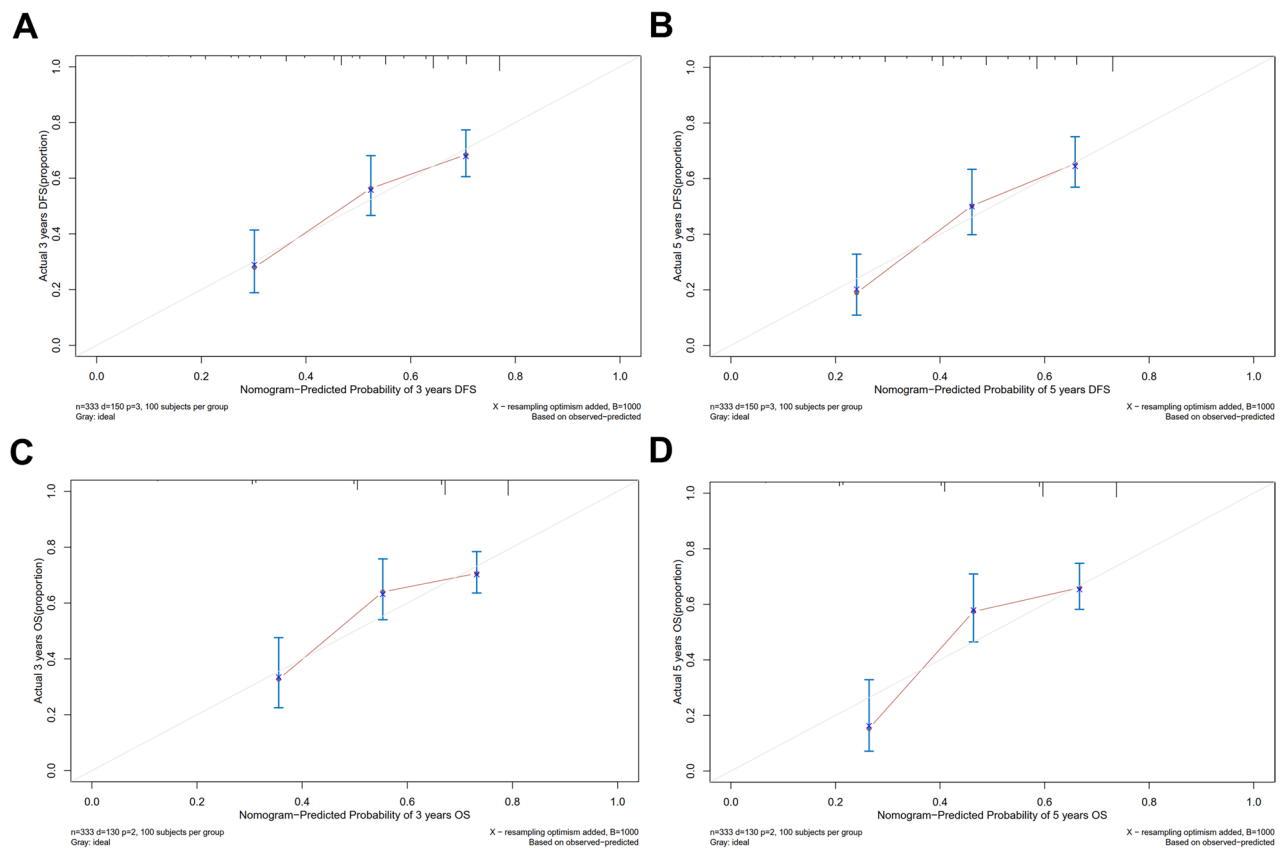 A
Actual 3 years DFS(proportion)
1.0
0.8
0.6
0.4
0.2
0.0
0.0 0.2 0.4 0.6 0.8 1.0
Nomogram−Predicted Probability of 3 years DFS
n=333 d=150 p=3, 100 subjects per group
Gray: ideal
X − resampling optimism added, B=1000
Based on observed−predicted
B
Actual 5 years DFS(proportion)
1.0
0.8
0.6
0.4
0.2
0.0
0.0 0.2 0.4 0.6 0.8 1.0
Nomogram−Predicted Probability of 5 years DFS
n=333 d=150 p=3, 100 subjects per group
Gray: ideal
X − resampling optimism added, B=1000
Based on observed−predicted
C
Actual 3 years OS(proportion)
1.0
0.8
0.6
0.4
0.2
0.0
0.0 0.2 0.4 0.6 0.8 1.0
Nomogram−Predicted Probability of 3 years OS
n=333 d=130 p=2, 100 subjects per group
Gray: ideal
X − resampling optimism added, B=1000
Based on observed−predicted
D
Actual 5 years OS(proportion)
1.0
0.8
0.6
0.4
0.2
0.0
0.0 0.2 0.4 0.6 0.8 1.0
Nomogram−Predicted Probability of 5 years OS
n=333 d=130 p=2, 100 subjects per group
Gray: ideal
X − resampling optimism added, B=1000
Based on observed−predicted